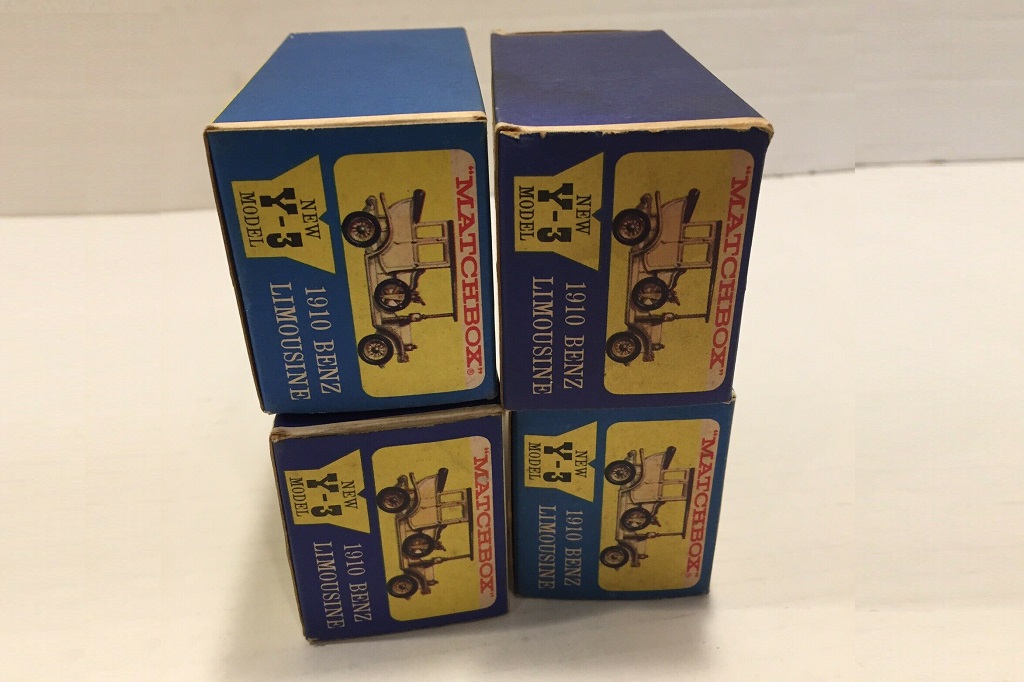 "MATCHBOX"®
NEW
Y-3
MODEL
1910 BENZ
LIMOUSINE
"MATCHBOX"
NEW
Y-3
MODEL
1910 BENZ
LIMOUSINE
"MATCHBOX"
NEW
Y-3
MODEL
1910 BENZ
LIMOUSINE
"MATCHBOX"
NEW
Y-3
MODEL
1910 BENZ
LIMOUSINE